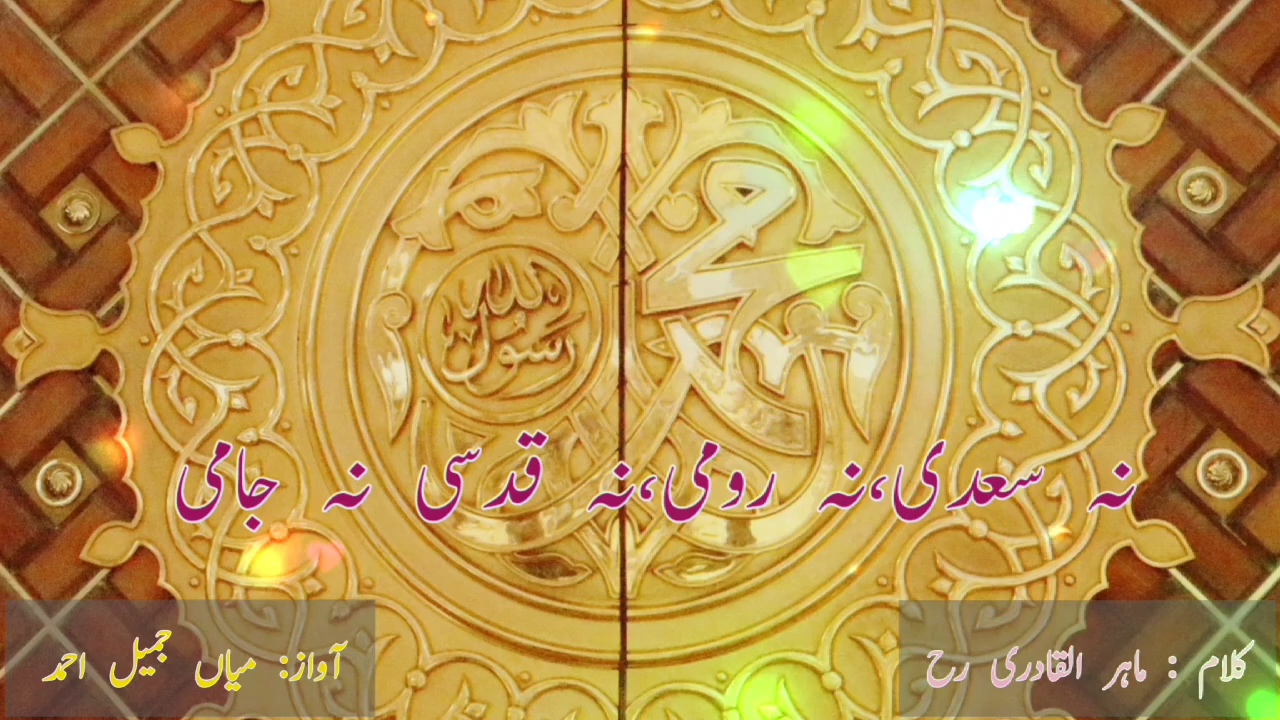 محمد
رسول الله
نہ سعدی،نہ رومی،نہ قدسی نہ جامی
کلام : ماہر القادری رح
آواز: میاں جمیل احمد